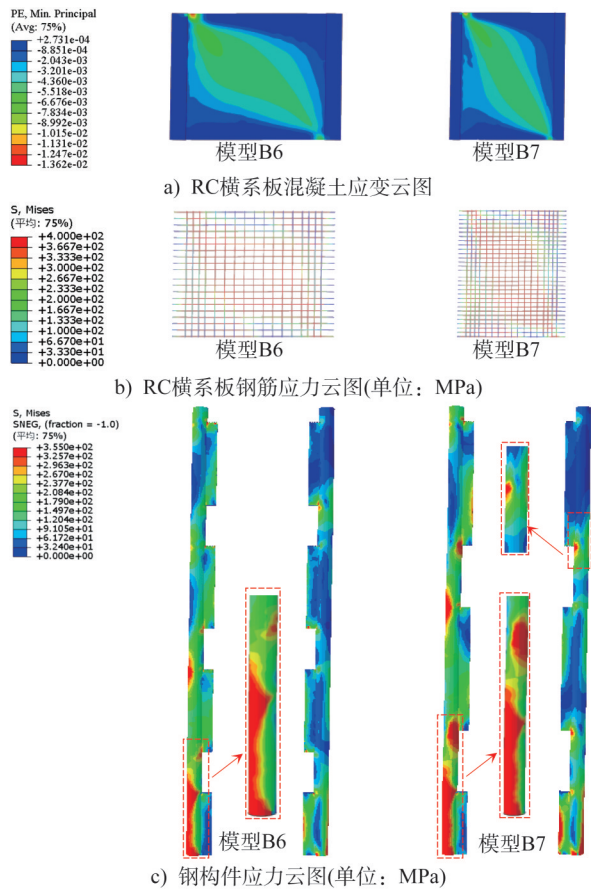 PE, Min. Principal
(Avg: 75%)
+2.731e-04
-8.851e-04
-2.043e-03
-3.201e-03
-4.360e-03
-5.518e-03
-6.676e-03
-7.834e-03
-8.992e-03
-1.015e-02
-1.131e-02
-1.247e-02
-1.362e-02
模型B6
模型B7
a) RC横系板混凝土应变云图
S, Mises
(平均: 75%)
+4.000e+02
+3.667e+02
+3.333e+02
+3.000e+02
+2.667e+02
+2.333e+02
+2.000e+02
+1.667e+02
+1.333e+02
+1.000e+02
+6.670e+01
+3.330e+01
+0.000e+00
模型B6
模型B7
b) RC横系板钢筋应力云图(单位：MPa)
S, Mises
SNEG, (fraction = -1.0)
(平均: 75%)
+3.550e+02
+3.257e+02
+2.963e+02
+2.670e+02
+2.377e+02
+2.084e+02
+1.790e+02
+1.497e+02
+1.204e+02
+9.105e+01
+6.172e+01
+3.240e+01
+0.000e+00
模型B6
模型B7
c) 钢构件应力云图(单位：MPa)